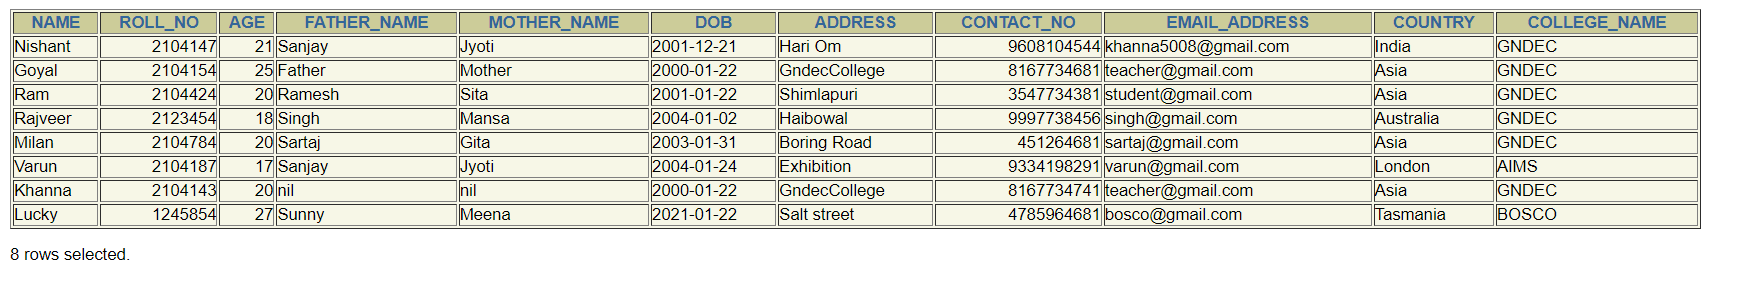 NAME ROLL_NO AGE FATHER_NAME MOTHER_NAME DOB ADDRESS CONTACT_NO EMAIL_ADDRESS COUNTRY COLLEGE_NAME
Nishant 2104147 21 Sanjay Jyoti 2001-12-21 Hari Om 9608104544 khanna5008@gmail.com India GNDEC
Goyal 2104154 25 Father Mother 2000-01-22 GndecCollege 8167734681 teacher@gmail.com Asia GNDEC
Ram 2104424 20 Ramesh Sita 2001-01-22 Shimlapuri 3547734381 student@gmail.com Asia GNDEC
Rajveer 2123454 18 Singh Mansa 2004-01-02 Haibowal 9997738456 singh@gmail.com Australia GNDEC
Milan 2104784 20 Sartaj Gita 2003-01-31 Boring Road 451264681 sartaj@gmail.com Asia GNDEC
Varun 2104187 17 Sanjay Jyoti 2004-01-24 Exhibition 9334198291 varun@gmail.com London AIMS
Khanna 2104143 20 nil nil 2000-01-22 GndecCollege 8167734741 teacher@gmail.com Asia GNDEC
Lucky 1245854 27 Sunny Meena 2021-01-22 Salt street 4785964681 bosco@gmail.com Tasmania BOSCO
8 rows selected.